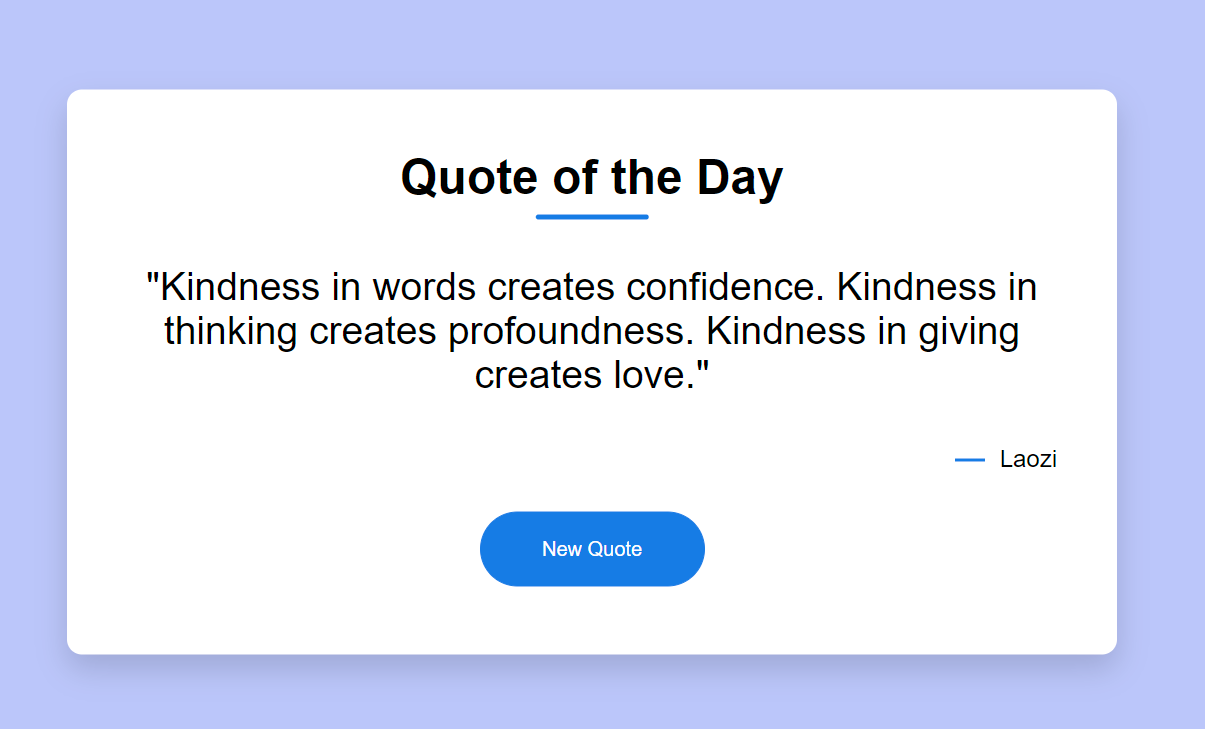 Quote of the Day
"Kindness in words creates confidence. Kindness in
thinking creates profoundness. Kindness in giving
creates love."
Laozi
New Quote